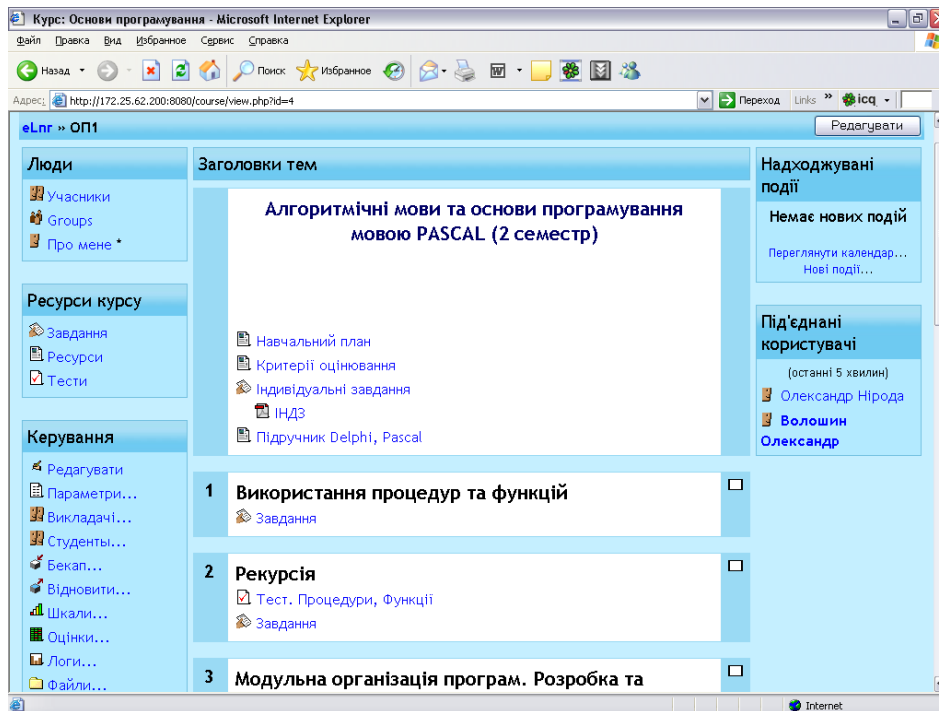 Курс: Основи програмування - Microsoft Internet Explorer
Файл Правка Вид Избранное Сервис Справка
Назад Поиск Избранное
Адрес: http://172.25.62.200:8080/course/view.php?id=4 Переход Links » icq
eLnr » ОП1 Редагувати
Люди
Учасники
Groups
Про мене *
Ресурси курсу
Завдання
Ресурси
Тести
Керування
Редагувати
Параметри...
Викладачі...
Студенты...
Бекап...
Відновити...
Шкали...
Оцінки...
Логи...
Файли...
Заголовки тем
Алгоритмічні мови та основи програмування
мовою PASCAL (2 семестр)
Навчальний план
Критерії оцінювання
Індивідуальні завдання
ІНДЗ
Підручник Delphi, Pascal
1 Використання процедур та функцій
Завдання
2 Рекурсія
Тест. Процедури, Функції
Завдання
3 Модульна організація програм. Розробка та
Надходжувані
події
Немає нових подій
Переглянути календар...
Нові події...
Під'єднані
користувачі
(останні 5 хвилин)
Олександр Нірода
Волошин
Олександр
Internet